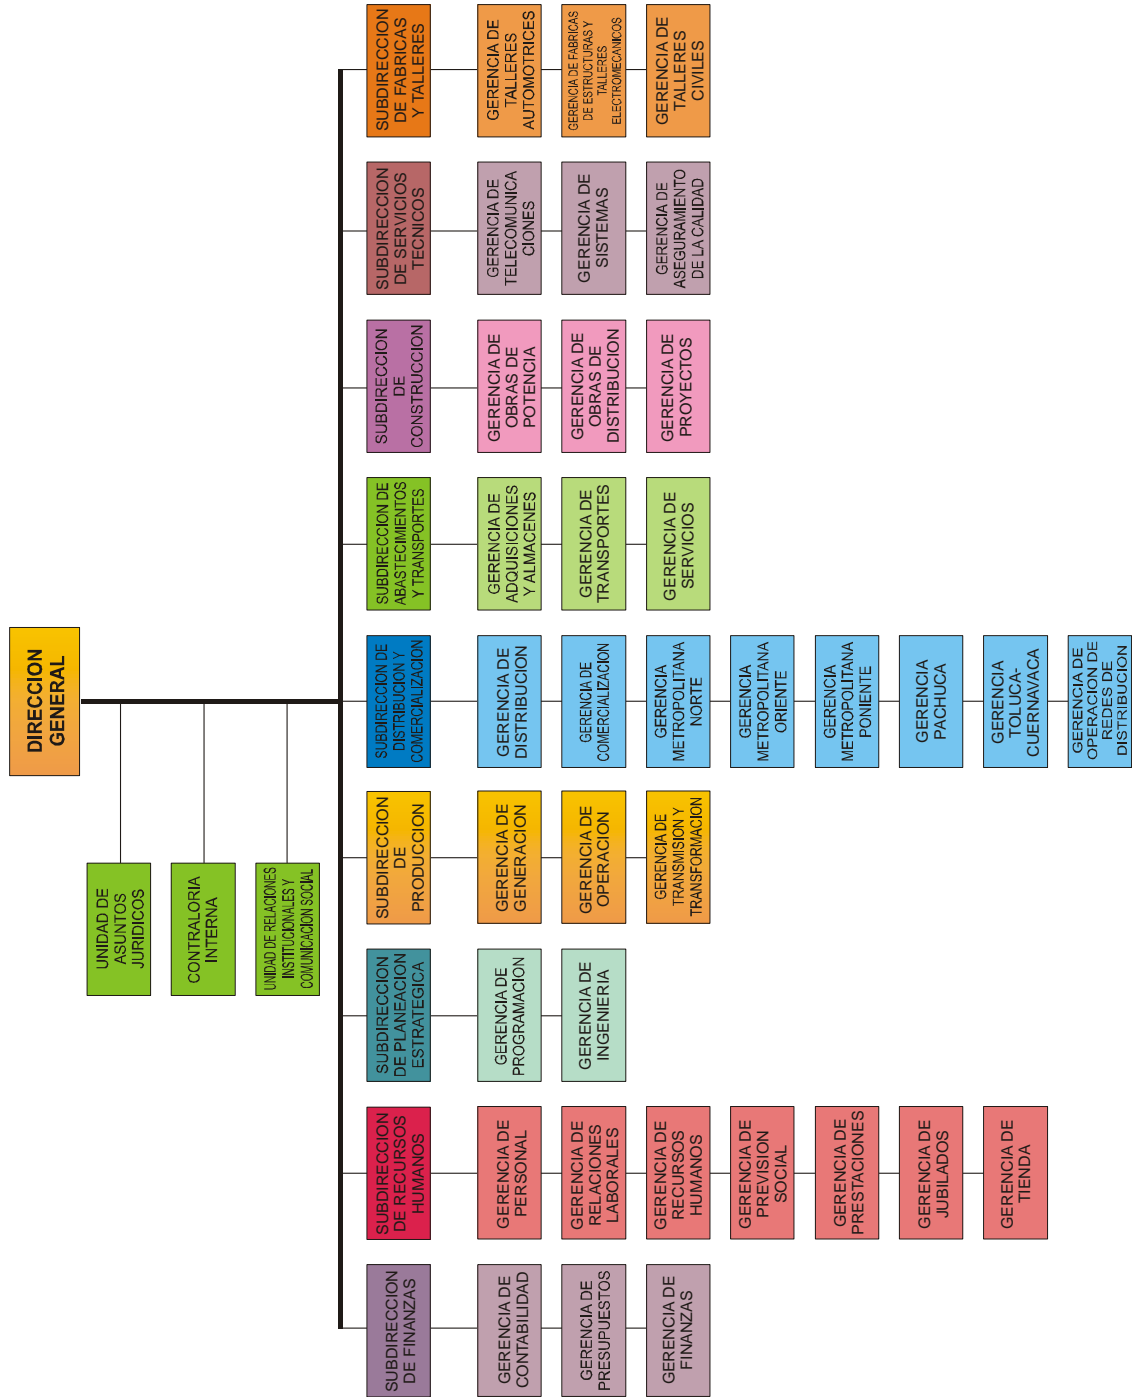 DIRECCION
GENERAL
UNIDAD DE
ASUNTOS
JURIDICOS
CONTRALORIA
INTERNA
UNIDAD DE RELACIONES
INSTITUCIONALES Y
COMUNICACION SOCIAL
SUBDIRECCION
DE FINANZAS
GERENCIA DE
CONTABILIDAD
GERENCIA DE
PRESUPUESTOS
GERENCIA DE
FINANZAS
SUBDIRECCION
DE RECURSOS
HUMANOS
GERENCIA DE
PERSONAL
GERENCIA DE
RELACIONES
LABORALES
GERENCIA DE
RECURSOS
HUMANOS
GERENCIA DE
PREVISION
SOCIAL
GERENCIA DE
PRESTACIONES
GERENCIA DE
JUBILADOS
GERENCIA DE
TIENDA
SUBDIRECCION
DE PLANEACION
ESTRATEGICA
GERENCIA DE
PROGRAMACION
GERENCIA DE
INGENIERIA
SUBDIRECCION
DE
PRODUCCION
GERENCIA DE
GENERACION
GERENCIA DE
OPERACION
GERENCIA DE
TRANSMISION Y
TRANSFORMACION
SUBDIRECCION DE
DISTRIBUCION Y
COMERCIALIZACION
GERENCIA DE
DISTRIBUCION
GERENCIA DE
COMERCIALIZACION
GERENCIA
METROPOLITANA
NORTE
GERENCIA
METROPOLITANA
ORIENTE
GERENCIA
METROPOLITANA
PONIENTE
GERENCIA
PACHUCA
GERENCIA
TOLUCA-
CUERNAVACA
GERENCIA DE
OPERACION DE
REDES DE
DISTRIBUCION
SUBDIRECCION DE
ABASTECIMIENTOS
Y TRANSPORTES
GERENCIA DE
ADQUISICIONES
Y ALMACENES
GERENCIA DE
TRANSPORTES
GERENCIA DE
SERVICIOS
SUBDIRECCION
DE
CONSTRUCCION
GERENCIA DE
OBRAS DE
POTENCIA
GERENCIA DE
OBRAS DE
DISTRIBUCION
GERENCIA DE
PROYECTOS
SUBDIRECCION
DE SERVICIOS
TECNICOS
GERENCIA DE
TELECOMUNICA
CIONES
GERENCIA DE
SISTEMAS
GERENCIA DE
ASEGURAMIENTO
DE LA CALIDAD
SUBDIRECCION
DE FABRICAS
Y TALLERES
GERENCIA DE
TALLERES
AUTOMOTRICES
GERENCIA DE FABRICAS
DE ESTRUCTURAS Y
TALLERES
ELECTROMECANICOS
GERENCIA DE
TALLERES
CIVILES